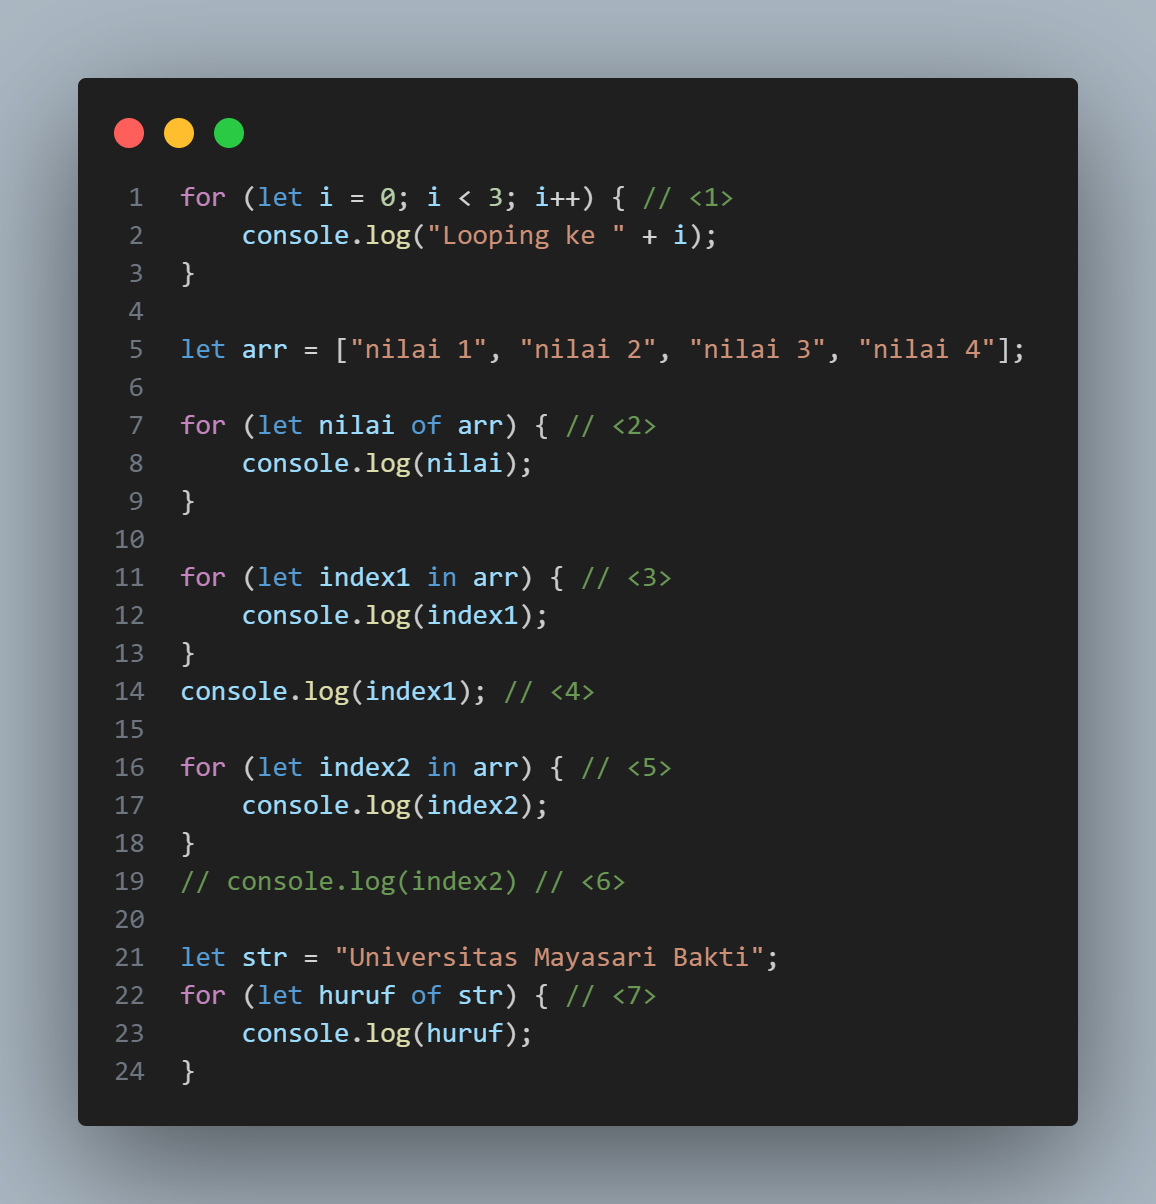 1 for (let i = 0; i < 3; i++) { // <1>
2     console.log("Looping ke " + i);
3 }
4
5 let arr = ["nilai 1", "nilai 2", "nilai 3", "nilai 4"];
6
7 for (let nilai of arr) { // <2>
8     console.log(nilai);
9 }
10
11 for (let index1 in arr) { // <3>
12     console.log(index1);
13 }
14 console.log(index1); // <4>
15
16 for (let index2 in arr) { // <5>
17     console.log(index2);
18 }
19 // console.log(index2) // <6>
20
21 let str = "Universitas Mayasari Bakti";
22 for (let huruf of str) { // <7>
23     console.log(huruf);
24 }